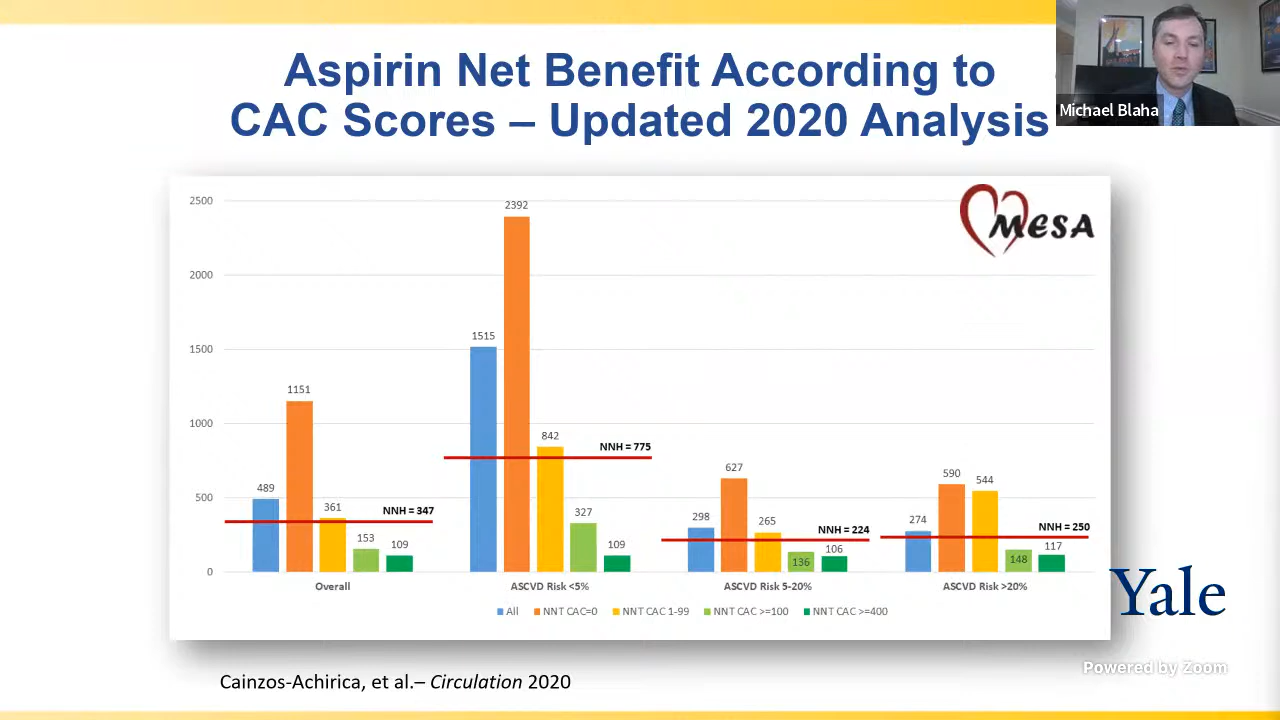 Aspirin Net Benefit According to
CAC Scores – Updated 2020 Analysis
Michael Blaha
MESA
2500
2000
1500
1000
500
0
489
1151
361
153
109
NNH = 347
Overall
1515
2392
842
327
109
NNH = 775
ASCVD Risk <5%
298
627
265
136
106
NNH = 224
ASCVD Risk 5-20%
274
590
544
148
117
NNH = 250
ASCVD Risk >20%
All NNT CAC=0 NNT CAC 1-99 NNT CAC >=100 NNT CAC >=400
Yale
Powered by Zoom
Cainzos-Achirica, et al.– Circulation 2020